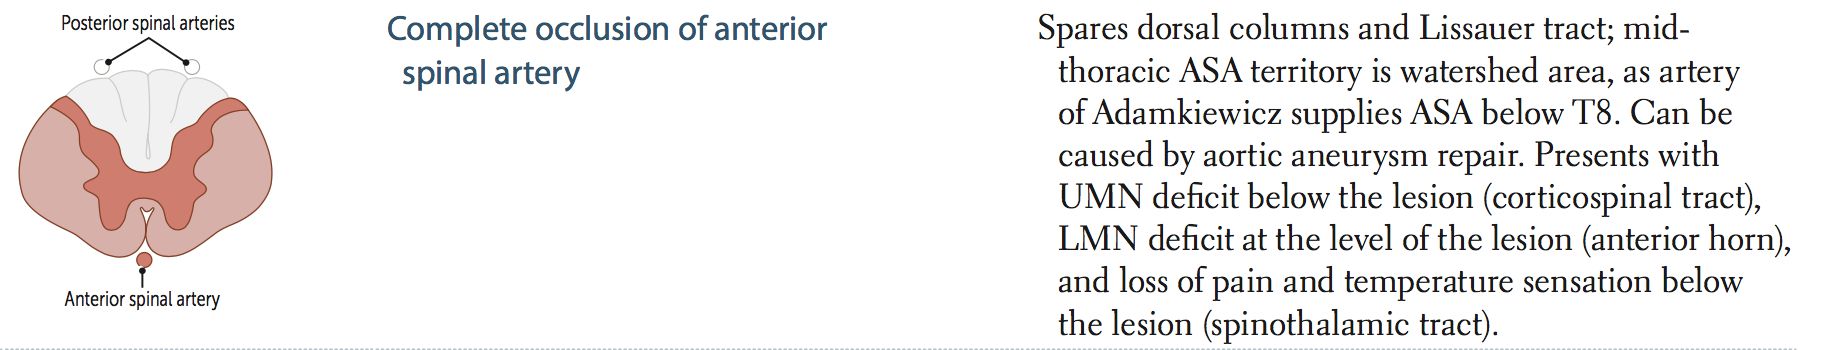 Posterior spinal arteries
Anterior spinal artery
Complete occlusion of anterior
spinal artery
Spares dorsal columns and Lissauer tract; mid-
thoracic ASA territory is watershed area, as artery
of Adamkiewicz supplies ASA below T8. Can be
caused by aortic aneurysm repair. Presents with
UMN deficit below the lesion (corticospinal tract),
LMN deficit at the level of the lesion (anterior horn),
and loss of pain and temperature sensation below
the lesion (spinothalamic tract).